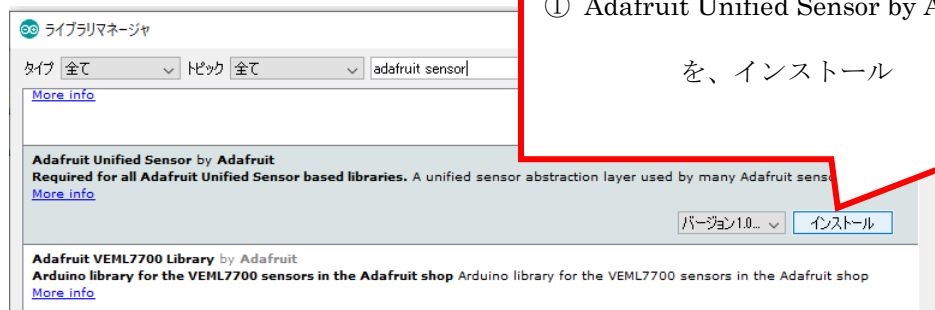 ① Adafruit Unified Sensor by
を、インストール
ライブラリマネージャ
タイプ 全て トピック 全て adafruit sensor
More info
Adafruit Unified Sensor by Adafruit
Required for all Adafruit Unified Sensor based libraries. A unified sensor abstraction layer used by many Adafruit senso
More info
バージョン1.0... インストール
Adafruit VEML7700 Library by Adafruit
Arduino library for the VEML7700 sensors in the Adafruit shop Arduino library for the VEML7700 sensors in the Adafruit shop
More info